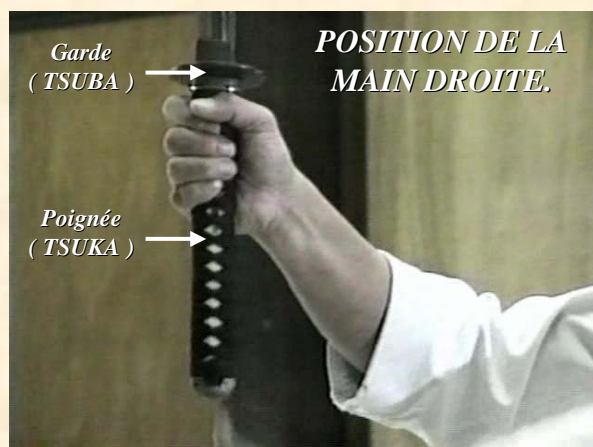 Garde
( TSUBA )
POSITION DE LA
MAIN DROITE.
Poignée
( TSUKA )